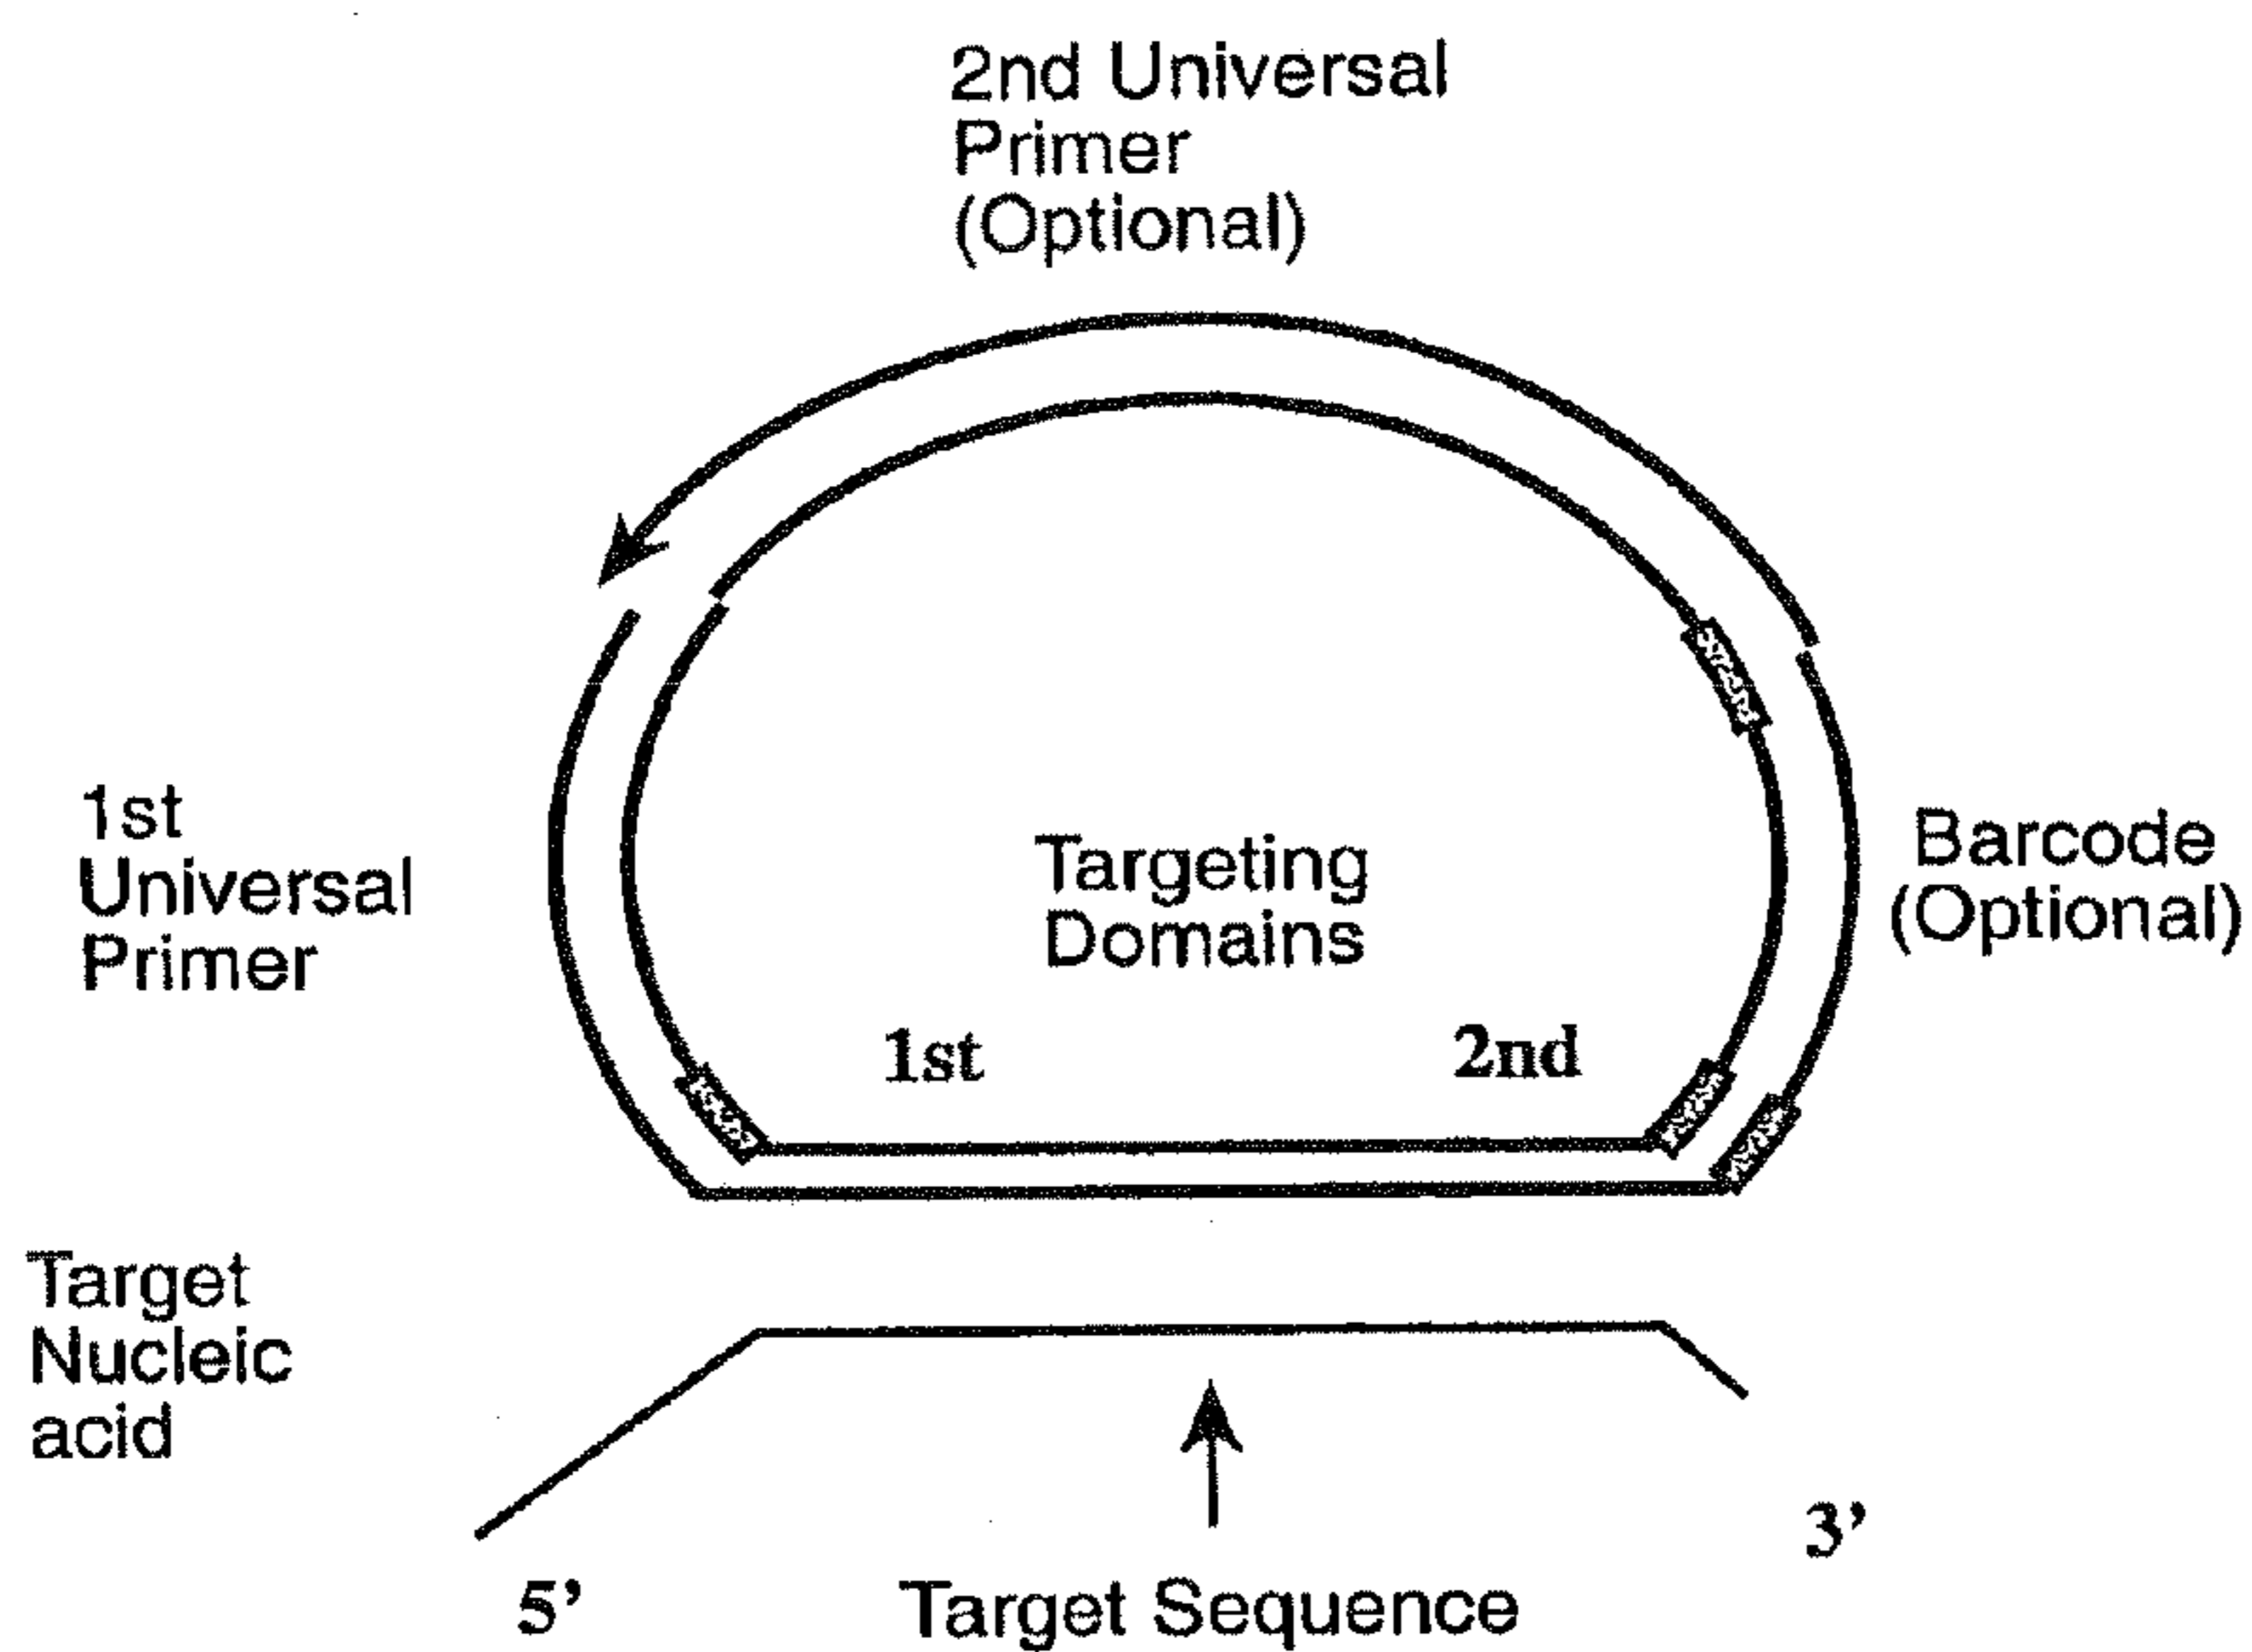 2nd Universal
Primer
(Optional)
1st
Universal
Primer
Targeting
Domains
Barcode
(Optional)
1st
2nd
Target
Nucleic
acid
5’
Target Sequence
3’